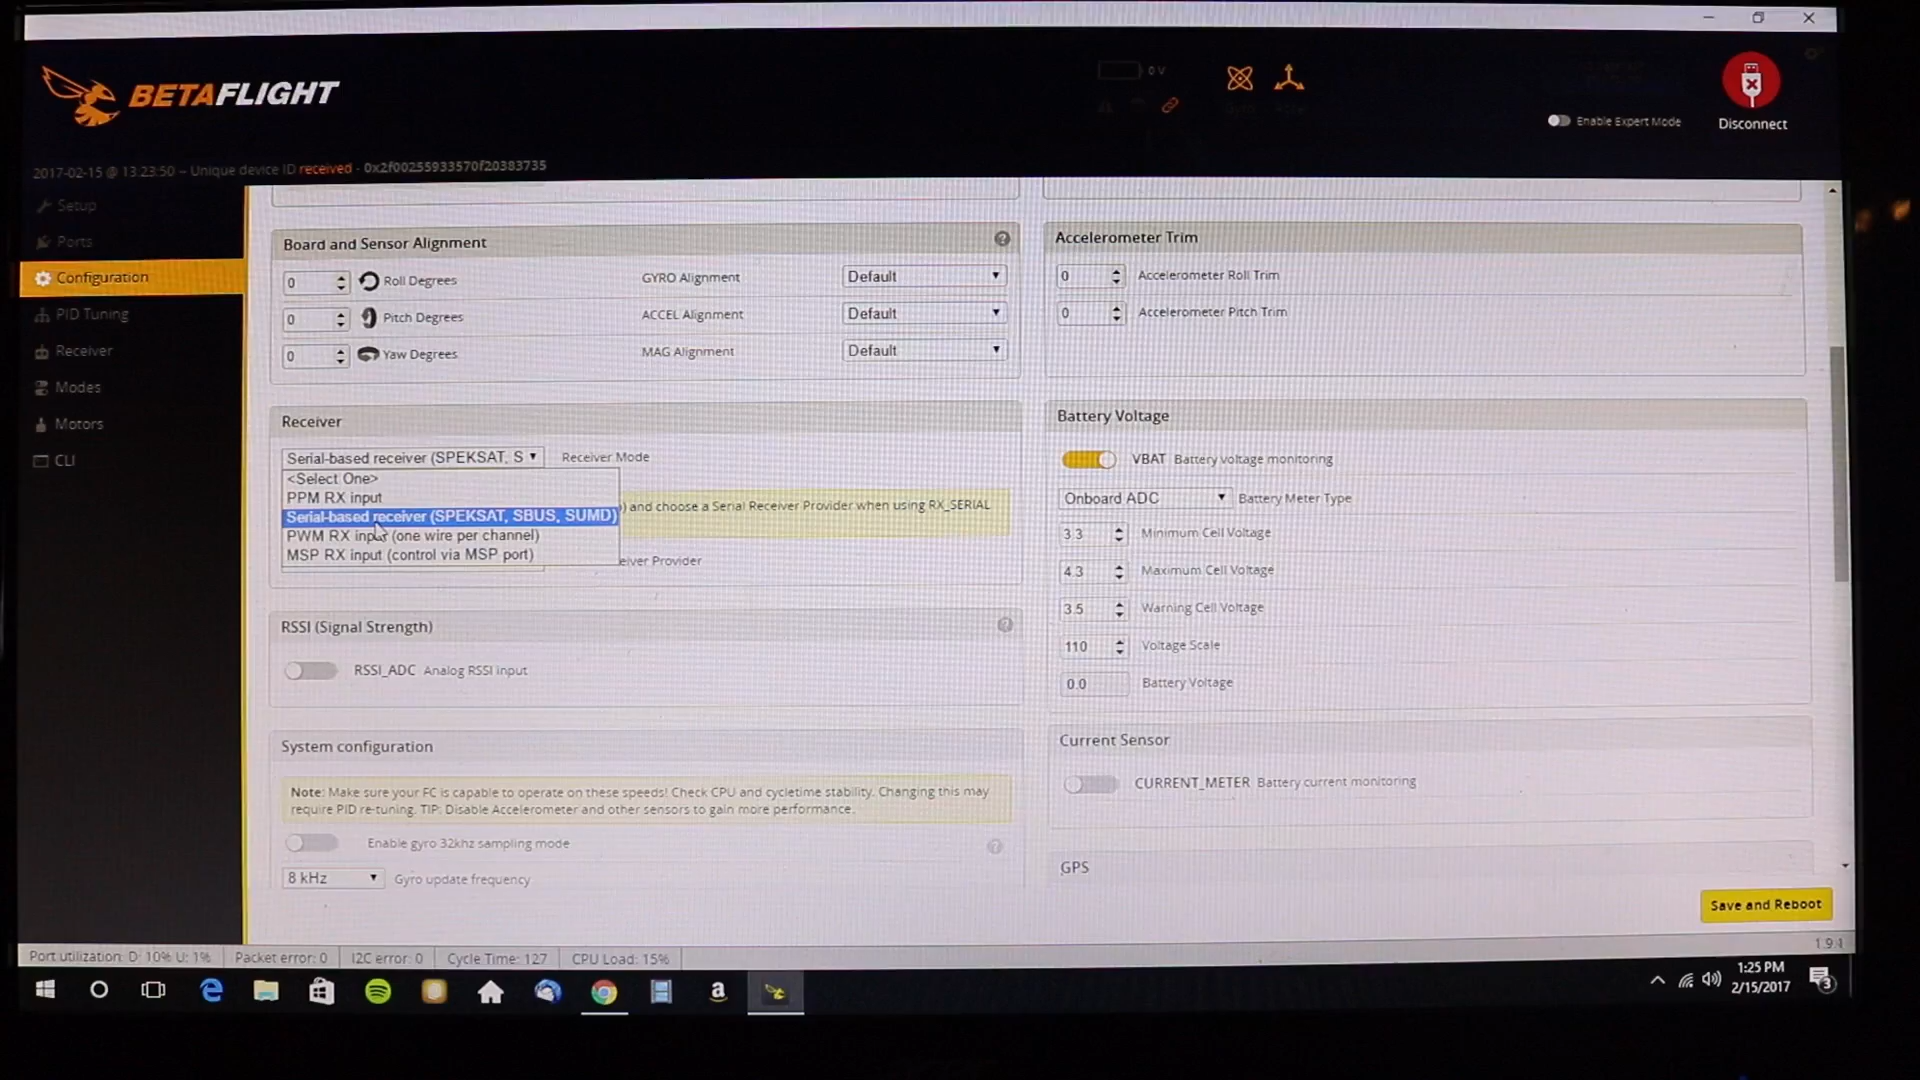 BETAFLIGHT
0 V
Enable Expert Mode
Disconnect
2017-02-15 @ 13:23:50 -- Unique device ID received - 0x2f00255933570f20383735
Setup
Ports
Configuration
PID Tuning
Receiver
Modes
Motors
CLI
Board and Sensor Alignment
0 Roll Degrees GYRO Alignment Default
0 Pitch Degrees ACCEL Alignment Default
0 Yaw Degrees MAG Alignment Default
Accelerometer Trim
0 Accelerometer Roll Trim
0 Accelerometer Pitch Trim
Receiver
Serial-based receiver (SPEKSAT, S Receiver Mode
<Select One>
PPM RX input
Serial-based receiver (SPEKSAT, SBUS, SUMD)
PWM RX input (one wire per channel)
MSP RX input (control via MSP port)
) and choose a Serial Receiver Provider when using RX_SERIAL
eiver Provider
Battery Voltage
VBAT Battery voltage monitoring
Onboard ADC Battery Meter Type
3.3 Minimum Cell Voltage
4.3 Maximum Cell Voltage
3.5 Warning Cell Voltage
110 Voltage Scale
0.0 Battery Voltage
RSSI (Signal Strength)
RSSI_ADC Analog RSSI input
System configuration
Note: Make sure your FC is capable to operate on these speeds! Check CPU and cycletime stability. Changing this may
require PID re-tuning. TIP: Disable Accelerometer and other sensors to gain more performance.
Enable gyro 32khz sampling mode
8 kHz Gyro update frequency
Current Sensor
CURRENT_METER Battery current monitoring
GPS
Save and Reboot
Port utilization: D: 10% U: 1% Packet error: 0 I2C error: 0 Cycle Time: 127 CPU Load: 15%
1.9.1
1:25 PM
2/15/2017
3